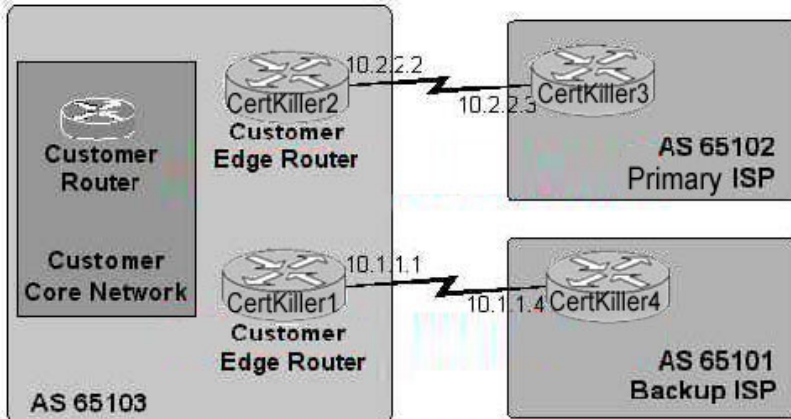 Customer
Router
Customer
Core Network
10.2.2.2
CertKiller2
Customer
Edge Router
10.1.1.1
CertKiller1
Customer
Edge Router
AS 65103
10.2.2.3
CertKiller3
AS 65102
Primary ISP
10.1.1.4
CertKiller4
AS 65101
Backup ISP